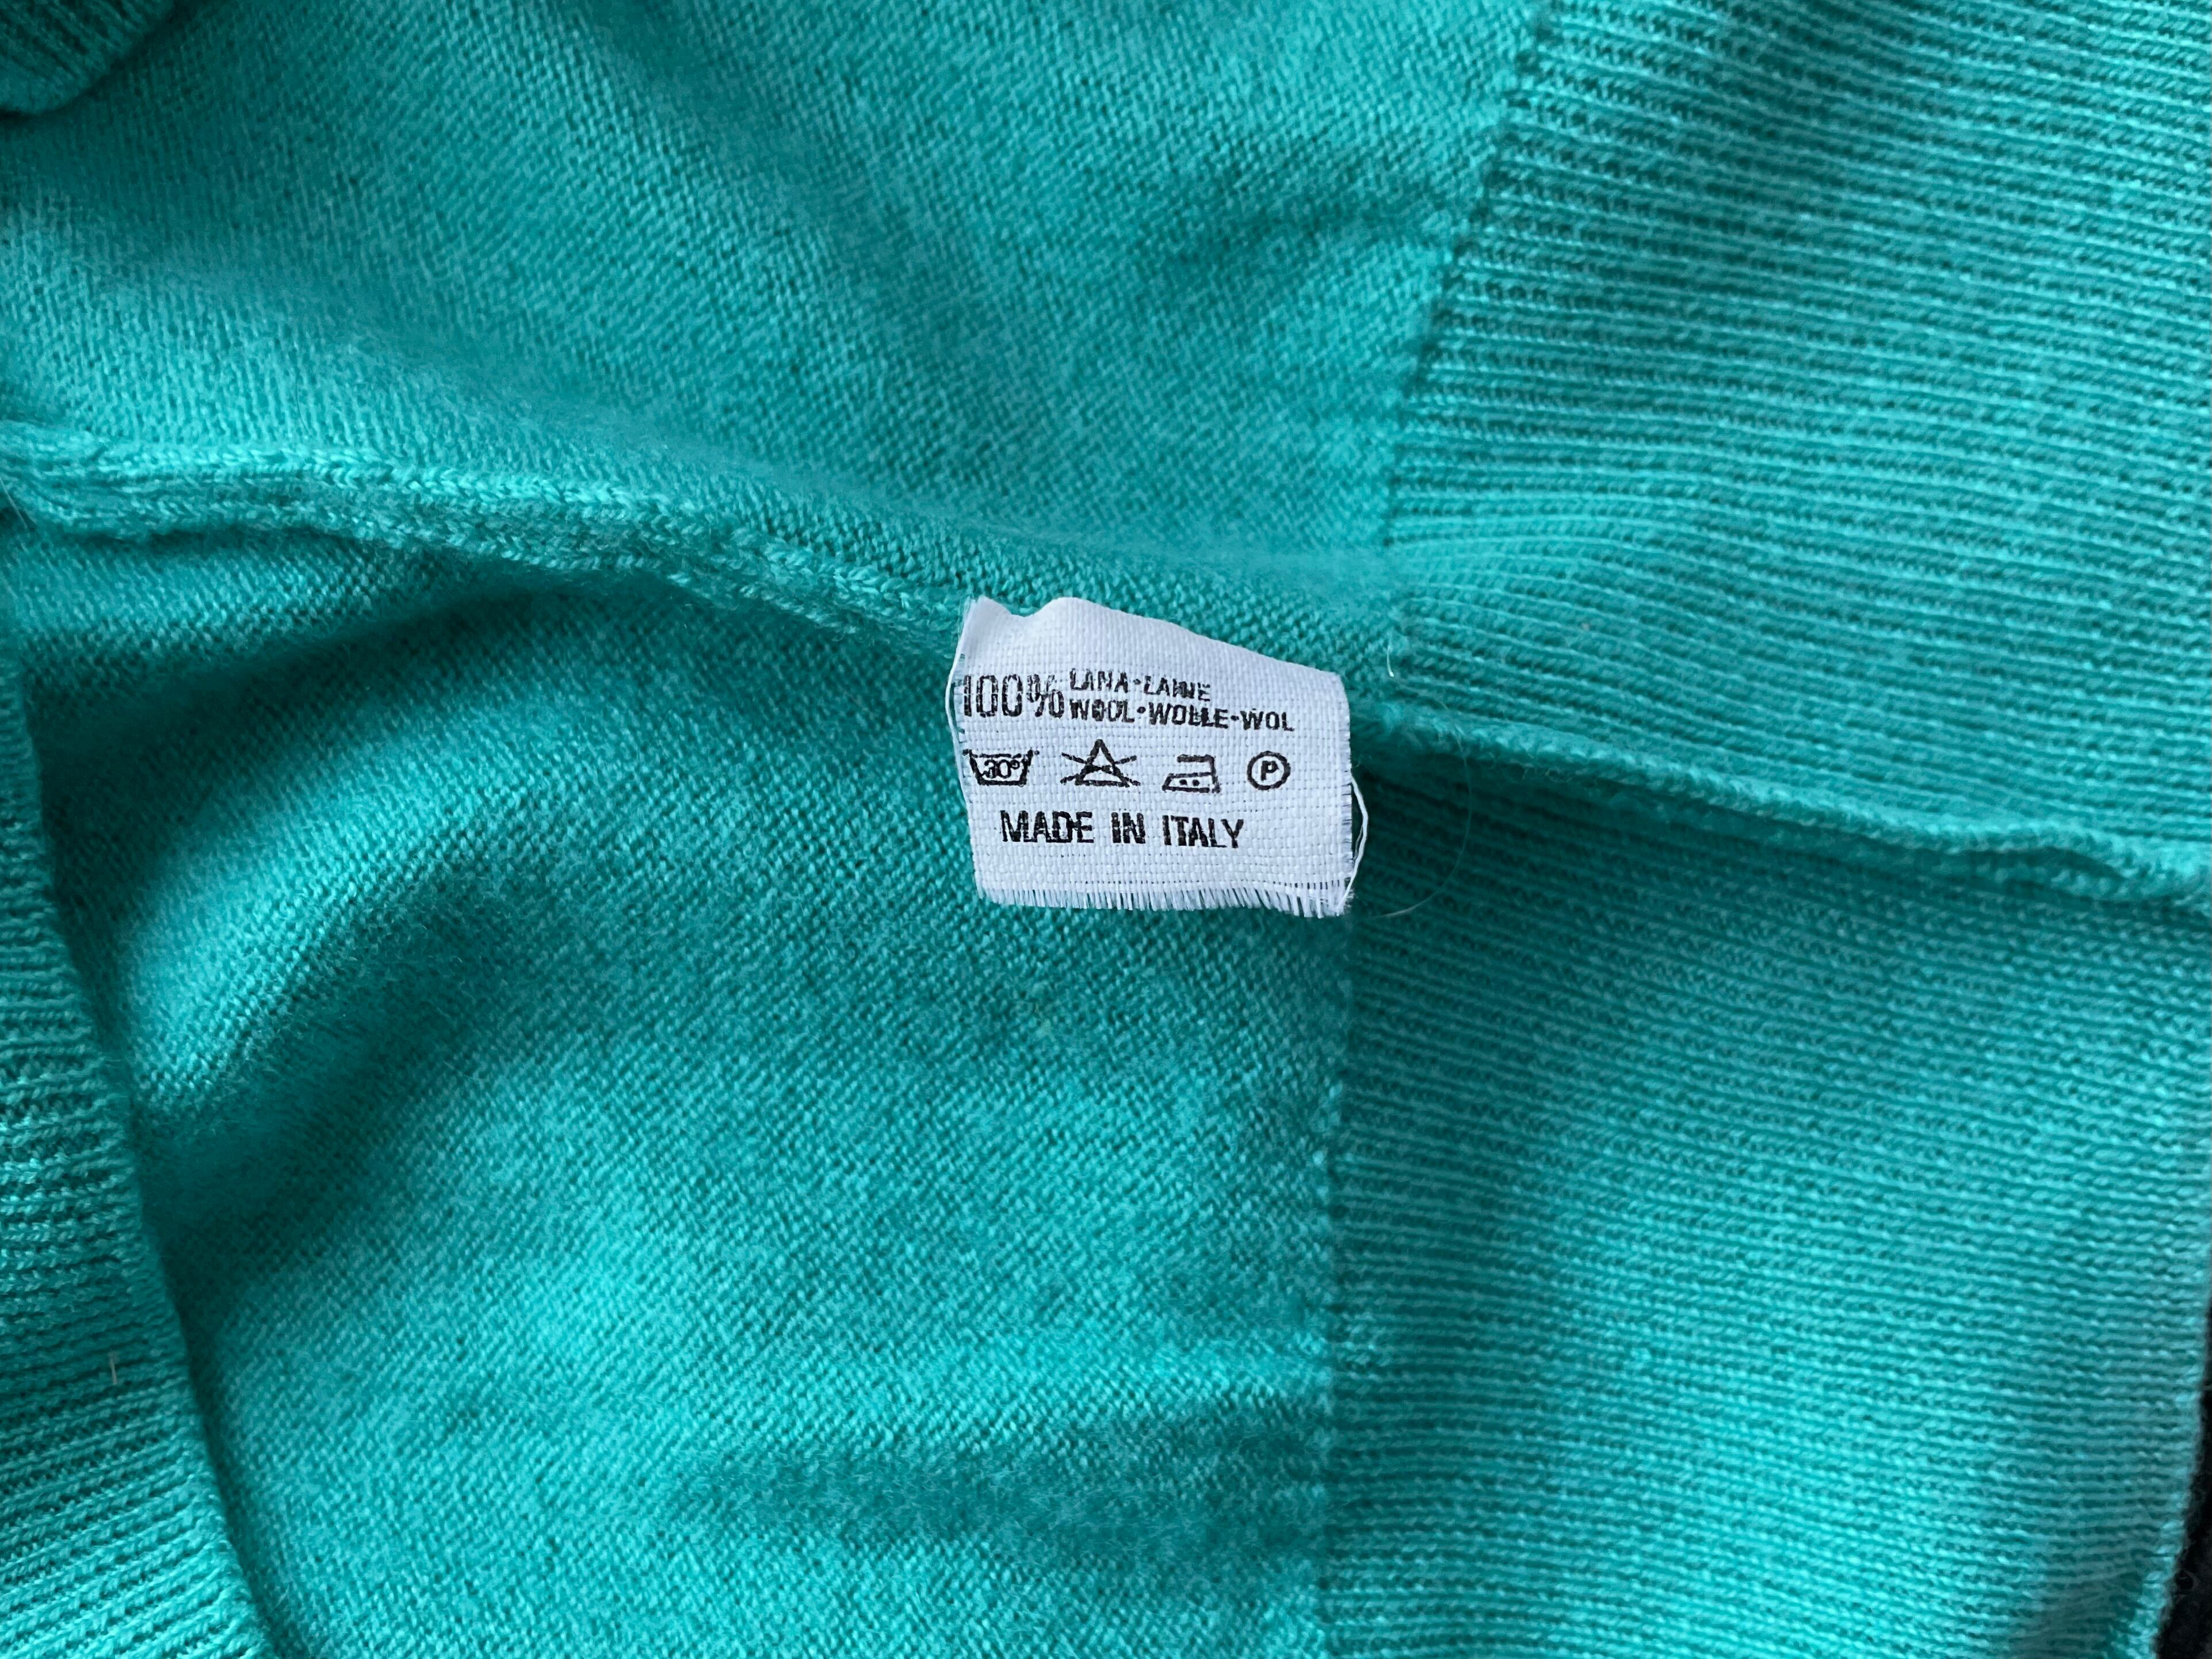 100% LANA • LAINE
WOOL • WOLLE • WOL
30° P
MADE IN ITALY